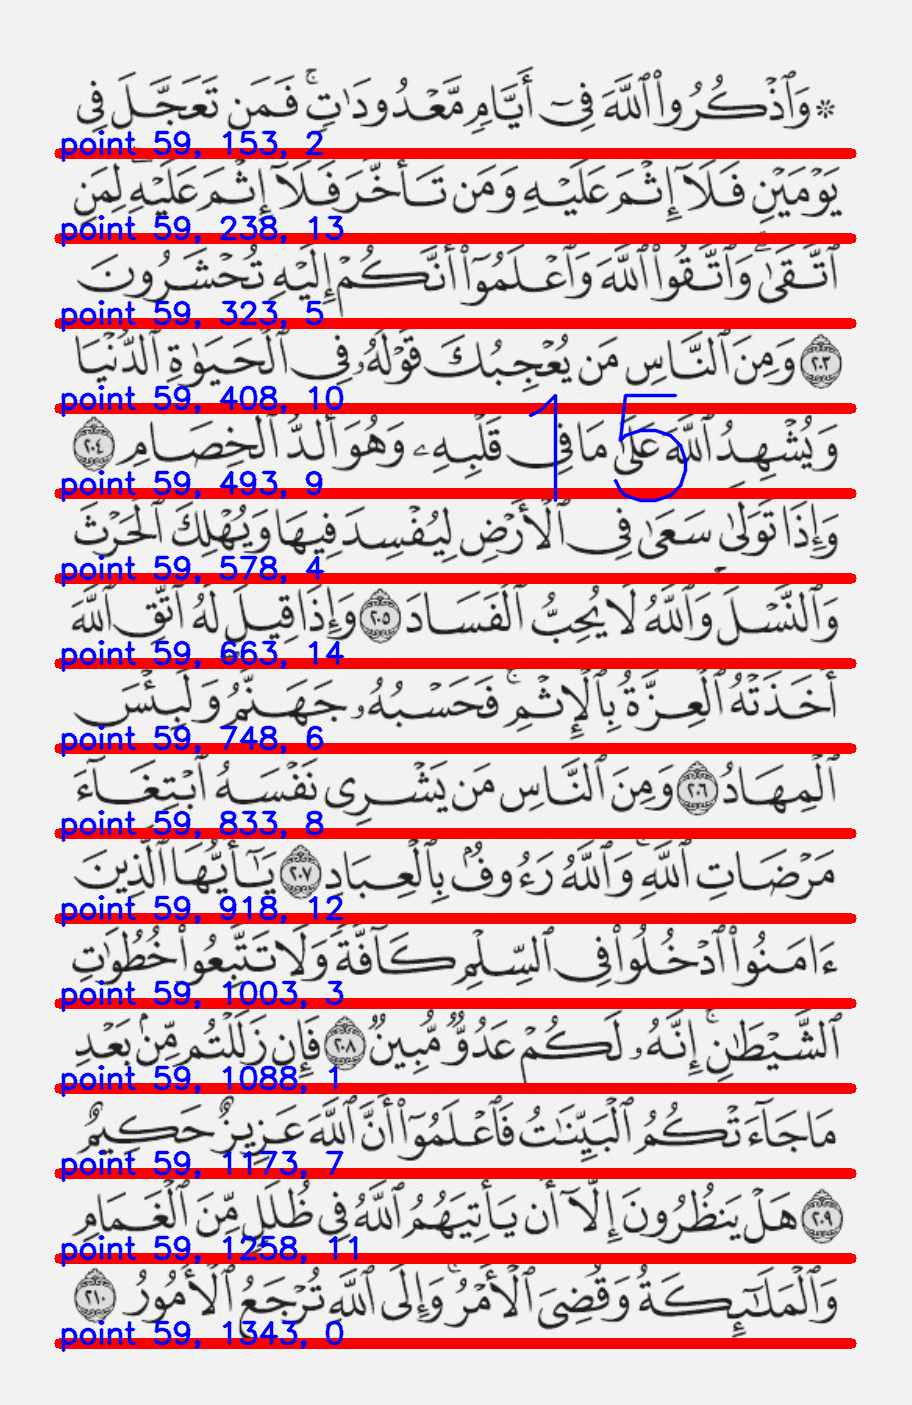 ۞ وَٱذۡكُرُواْ ٱللَّهَ فِىٓ أَيَّامٖ مَّعۡدُودَٰتٖۚ فَمَن تَعَجَّلَ فِى
point 59, 153, 2
يَوۡمَيۡنِ فَلَآ إِثۡمَ عَلَيۡهِ وَمَن تَأَخَّرَ فَلَآ إِثۡمَ عَلَيۡهِۖ لِمَنِ
point 59, 238, 13
ٱتَّقَىٰۗ وَٱتَّقُواْ ٱللَّهَ وَٱعۡلَمُوٓاْ أَنَّكُمۡ إِلَيۡهِ تُحۡشَرُونَ
point 59, 323, 5
٢٠٣ وَمِنَ ٱلنَّاسِ مَن يُعۡجِبُكَ قَوۡلُهُۥ فِى ٱلۡحَيَوٰةِ ٱلدُّنۡيَا
point 59, 408, 10
وَيُشۡهِدُ ٱللَّهَ عَلَىٰ مَا فِى قَلۡبِهِۦ وَهُوَ أَلَدُّ ٱلۡخِصَامِ ٢٠٤
15
point 59, 493, 9
وَإِذَا تَوَلَّىٰ سَعَىٰ فِى ٱلۡأَرۡضِ لِيُفۡسِدَ فِيهَا وَيُهۡلِكَ ٱلۡحَرۡثَ
point 59, 578, 4
وَٱلنَّسۡلَۚ وَٱللَّهُ لَا يُحِبُّ ٱلۡفَسَادَ ٢٠٥ وَإِذَا قِيلَ لَهُ ٱتَّقِ ٱللَّهَ
point 59, 663, 14
أَخَذَتۡهُ ٱلۡعِزَّةُ بِٱلۡإِثۡمِۚ فَحَسۡبُهُۥ جَهَنَّمُۖ وَلَبِئۡسَ
point 59, 748, 6
ٱلۡمِهَادُ ٢٠٦ وَمِنَ ٱلنَّاسِ مَن يَشۡرِى نَفۡسَهُ ٱبۡتِغَآءَ
point 59, 833, 8
مَرۡضَاتِ ٱللَّهِۚ وَٱللَّهُ رَءُوفُۢ بِٱلۡعِبَادِ ٢٠٧ يَٰٓأَيُّهَا ٱلَّذِينَ
point 59, 918, 12
ءَامَنُواْ ٱدۡخُلُواْ فِى ٱلسِّلۡمِ كَآفَّةٗ وَلَا تَتَّبِعُواْ خُطُوَٰتِ
point 59, 1003, 3
ٱلشَّيۡطَٰنِۚ إِنَّهُۥ لَكُمۡ عَدُوّٞ مُّبِينٞ ٢٠٨ فَإِن زَلَلۡتُم مِّنۢ بَعۡدِ
point 59, 1088, 1
مَا جَآءَتۡكُمُ ٱلۡبَيِّنَٰتُ فَٱعۡلَمُوٓاْ أَنَّ ٱللَّهَ عَزِيزٌ حَكِيمٌ
point 59, 1173, 7
٢٠٩ هَلۡ يَنظُرُونَ إِلَّآ أَن يَأۡتِيَهُمُ ٱللَّهُ فِى ظُلَلٖ مِّنَ ٱلۡغَمَامِ
point 59, 1258, 11
وَٱلۡمَلَٰٓئِكَةُ وَقُضِىَ ٱلۡأَمۡرُۚ وَإِلَى ٱللَّهِ تُرۡجَعُ ٱلۡأُمُورُ ٢١٠
point 59, 1343, 0